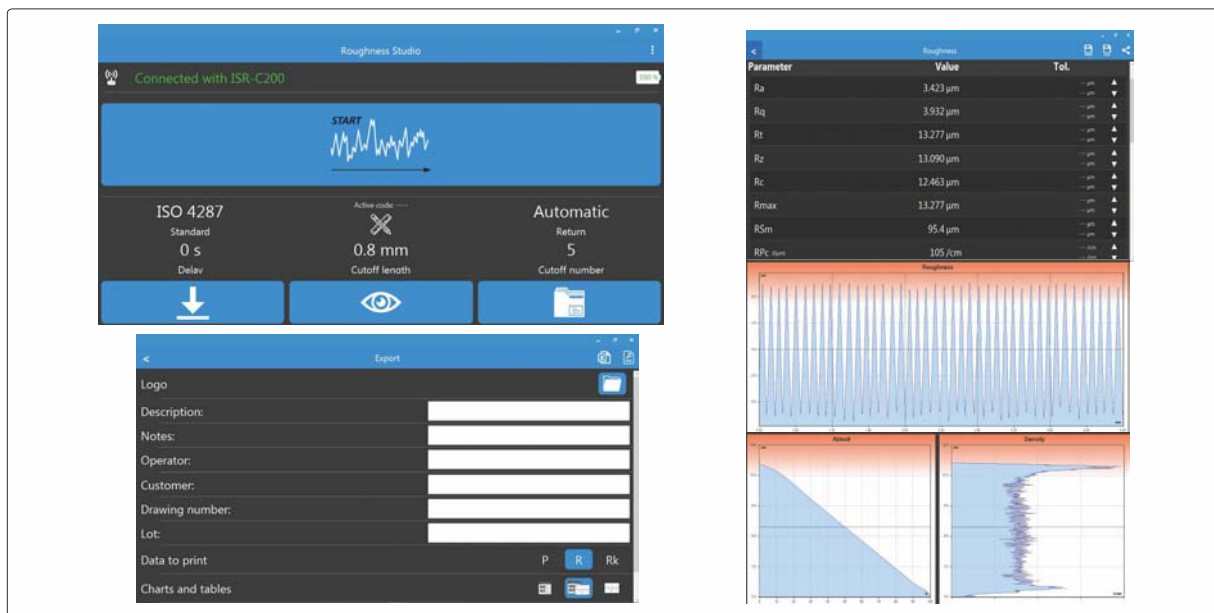 Roughness Studio
Connected with ISR-C200
100 %
START
ISO 4287
Standard
0 s
Delay
Active code: ----
0.8 mm
Cutoff length
Automatic
Return
5
Cutoff number
Export
Logo
Description:
Notes:
Operator:
Customer:
Drawing number:
Lot:
Data to print P R Rk
Charts and tables
Roughness
Parameter Value Tol.
Ra 3.423 µm
Rq 3.932 µm
Rt 13.277 µm
Rz 13.090 µm
Rc 12.463 µm
Rmax 13.277 µm
RSm 95.4 µm
RPc 105 /cm
Roughness
Abbott
Density